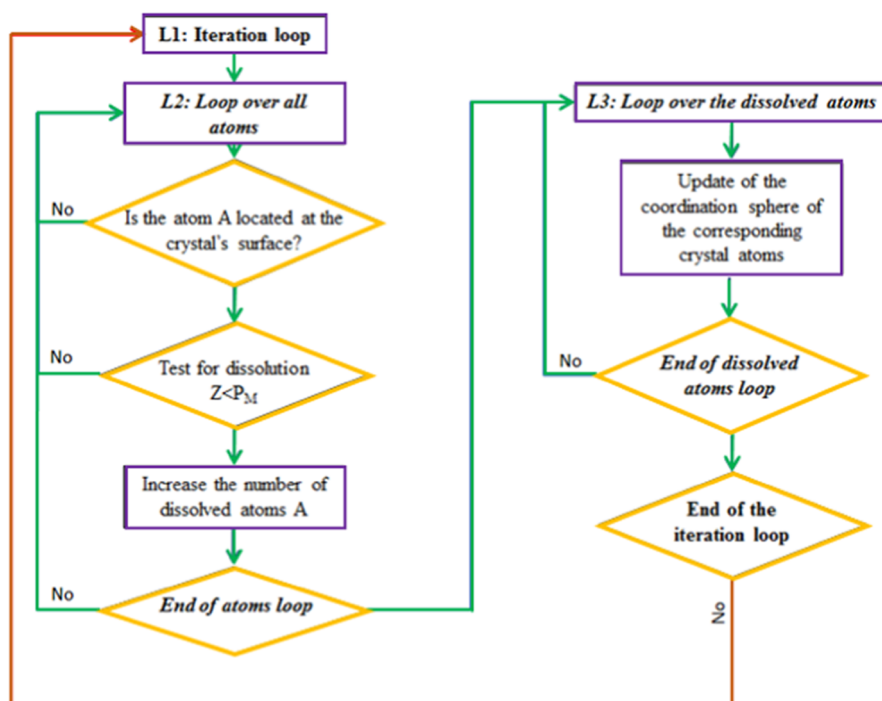 L1: Iteration loop
L2: Loop over all
atoms
No
Is the atom A located at the
crystal's surface?
No
Test for dissolution
Z<PM
Increase the number of
dissolved atoms A
No
End of atoms loop
L3: Loop over the dissolved atoms
Update of the
coordination sphere of
the corresponding
crystal atoms
No
End of dissolved
atoms loop
End of the
iteration loop
No